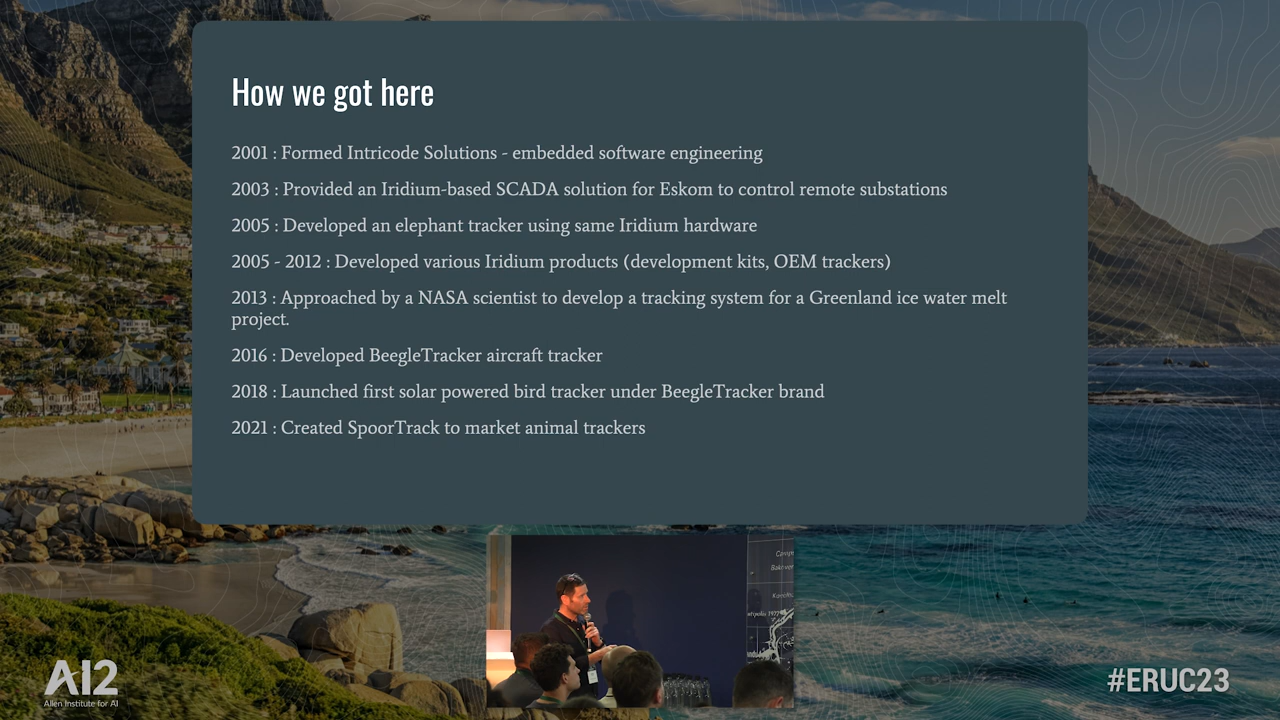 How we got here
2001 : Formed Intricode Solutions - embedded software engineering
2003 : Provided an Iridium-based SCADA solution for Eskom to control remote substations
2005 : Developed an elephant tracker using same Iridium hardware
2005 - 2012 : Developed various Iridium products (development kits, OEM trackers)
2013 : Approached by a NASA scientist to develop a tracking system for a Greenland ice water melt
project.
2016 : Developed BeegleTracker aircraft tracker
2018 : Launched first solar powered bird tracker under BeegleTracker brand
2021 : Created SpoorTrack to market animal trackers
AI2
Allen Institute for AI
#ERUC23